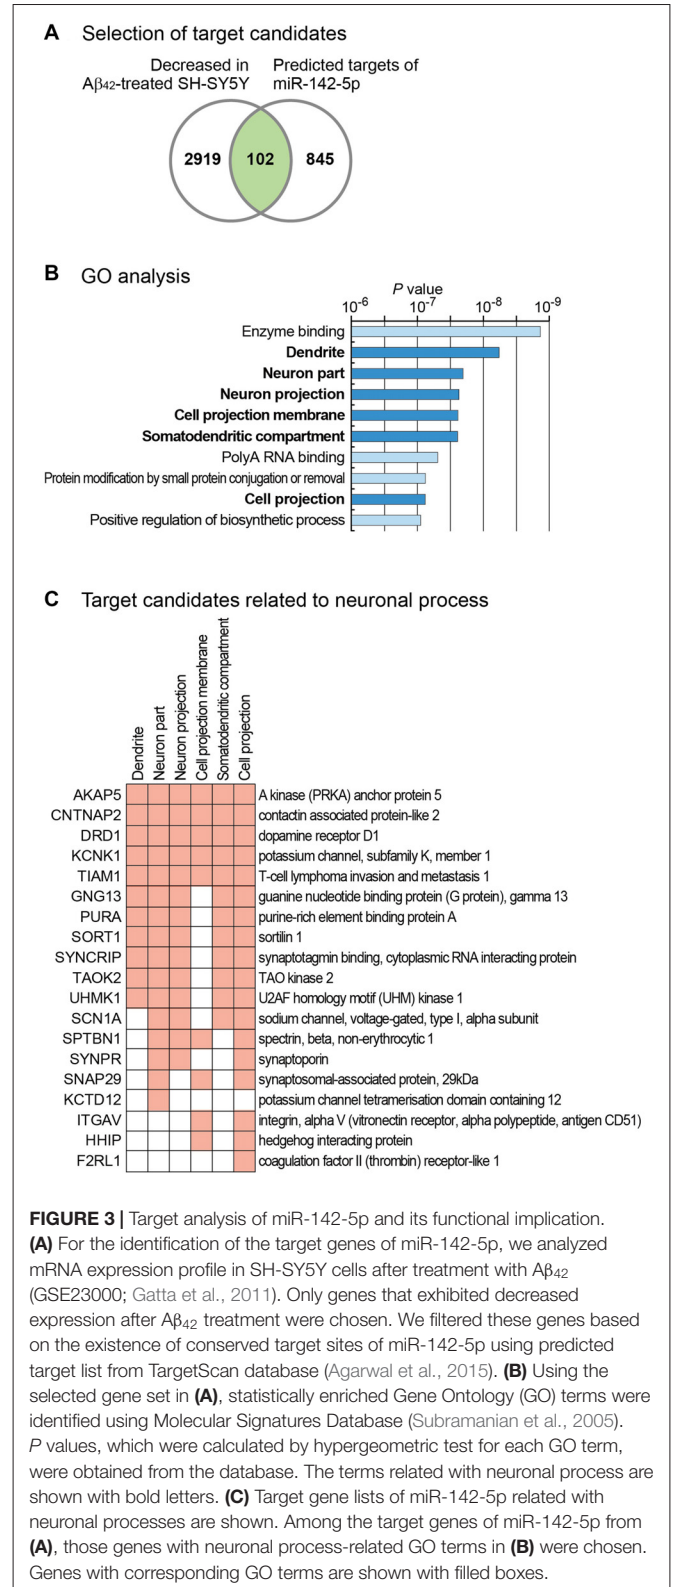 A Selection of target candidates
Decreased in
Aβ42-treated SH-SY5Y
Predicted targets of
miR-142-5p
2919 102 845
B GO analysis
P value
10-6 10-7 10-8 10-9
Enzyme binding
Dendrite
Neuron part
Neuron projection
Cell projection membrane
Somatodendritic compartment
PolyA RNA binding
Protein modification by small protein conjugation or removal
Cell projection
Positive regulation of biosynthetic process
C Target candidates related to neuronal process
Dendrite
Neuron part
Neuron projection
Cell projection membrane
Somatodendritic compartment
Cell projection
AKAP5 A kinase (PRKA) anchor protein 5
CNTNAP2 contactin associated protein-like 2
DRD1 dopamine receptor D1
KCNK1 potassium channel, subfamily K, member 1
TIAM1 T-cell lymphoma invasion and metastasis 1
GNG13 guanine nucleotide binding protein (G protein), gamma 13
PURA purine-rich element binding protein A
SORT1 sortilin 1
SYNCRIP synaptotagmin binding, cytoplasmic RNA interacting protein
TAOK2 TAO kinase 2
UHMK1 U2AF homology motif (UHM) kinase 1
SCN1A sodium channel, voltage-gated, type I, alpha subunit
SPTBN1 spectrin, beta, non-erythrocytic 1
SYNPR synaptoporin
SNAP29 synaptosomal-associated protein, 29kDa
KCTD12 potassium channel tetramerisation domain containing 12
ITGAV integrin, alpha V (vitronectin receptor, alpha polypeptide, antigen CD51)
HHIP hedgehog interacting protein
F2RL1 coagulation factor II (thrombin) receptor-like 1
FIGURE 3 | Target analysis of miR-142-5p and its functional implication.
(A) For the identification of the target genes of miR-142-5p, we analyzed
mRNA expression profile in SH-SY5Y cells after treatment with Aβ42
(GSE23000; Gatta et al., 2011). Only genes that exhibited decreased
expression after Aβ42 treatment were chosen. We filtered these genes based
on the existence of conserved target sites of miR-142-5p using predicted
target list from TargetScan database (Agarwal et al., 2015). (B) Using the
selected gene set in (A), statistically enriched Gene Ontology (GO) terms were
identified using Molecular Signatures Database (Subramanian et al., 2005).
P values, which were calculated by hypergeometric test for each GO term,
were obtained from the database. The terms related with neuronal process are
shown with bold letters. (C) Target gene lists of miR-142-5p related with
neuronal processes are shown. Among the target genes of miR-142-5p from
(A), those genes with neuronal process-related GO terms in (B) were chosen.
Genes with corresponding GO terms are shown with filled boxes.